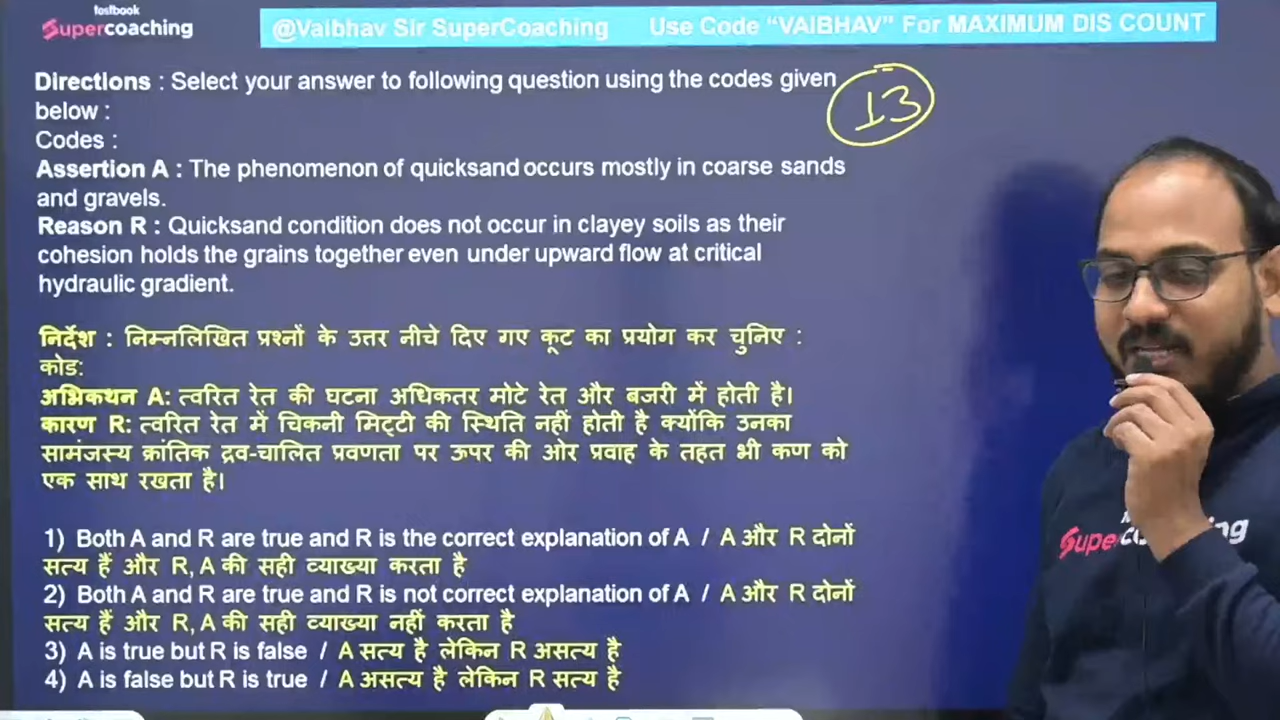 testbook
Supercoaching
@Vaibhav Sir SuperCoaching Use Code “VAIBHAV” For MAXIMUM DIS COUNT
Directions : Select your answer to following question using the codes given
below :
13
Codes :
Assertion A : The phenomenon of quicksand occurs mostly in coarse sands
and gravels.
Reason R : Quicksand condition does not occur in clayey soils as their
cohesion holds the grains together even under upward flow at critical
hydraulic gradient.
निर्देश : निम्नलिखित प्रश्नों के उत्तर नीचे दिए गए कूट का प्रयोग कर चुनिए :
कोड:
अभिकथन A: त्वरित रेत की घटना अधिकतर मोटे रेत और बजरी में होती है।
कारण R: त्वरित रेत में चिकनी मिट्टी की स्थिति नहीं होती है क्योंकि उनका
सामंजस्य क्रांतिक द्रव-चालित प्रवणता पर ऊपर की ओर प्रवाह के तहत भी कण को
एक साथ रखता है।
1) Both A and R are true and R is the correct explanation of A / A और R दोनों
सत्य हैं और R, A की सही व्याख्या करता है
2) Both A and R are true and R is not correct explanation of A / A और R दोनों
सत्य हैं और R, A की सही व्याख्या नहीं करता है
3) A is true but R is false / A सत्य है लेकिन R असत्य है
4) A is false but R is true / A असत्य है लेकिन R सत्य है